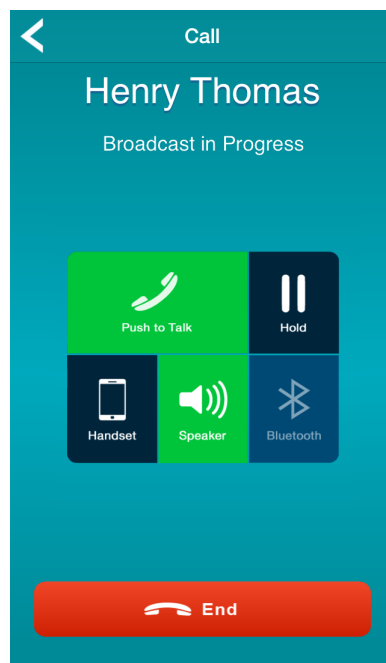 Call
Henry Thomas
Broadcast in Progress
Push to Talk
Hold
Handset
Speaker
Bluetooth
End